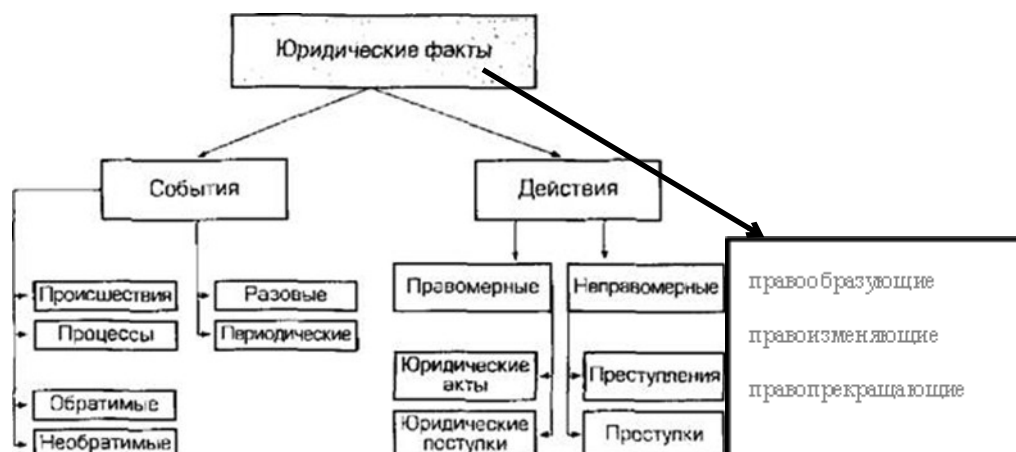 Юридические факты
События
Действия
Происшествия
Процессы
Обратимые
Необратимые
Разовые
Периодические
Правомерные
Неправомерные
Юридические
акты
Юридические
поступки
Преступления
Проступки
правообразующие
правоизменяющие
правопрекращающие